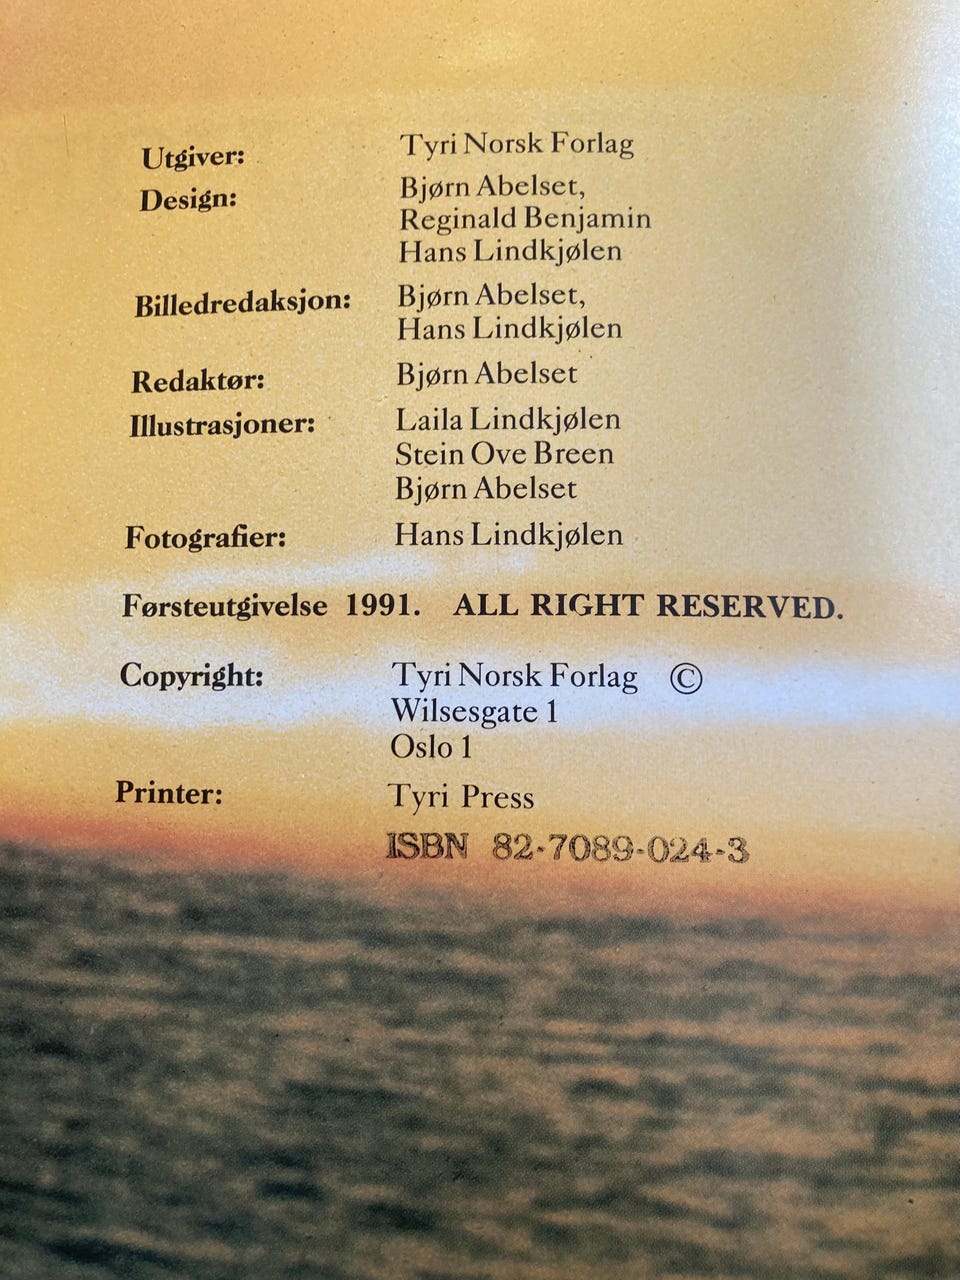 Utgiver: Tyri Norsk Forlag
Design: Bjørn Abelset,
Reginald Benjamin
Hans Lindkjølen
Billedredaksjon: Bjørn Abelset,
Hans Lindkjølen
Redaktør: Bjørn Abelset
Illustrasjoner: Laila Lindkjølen
Stein Ove Breen
Bjørn Abelset
Fotografier: Hans Lindkjølen
Førsteutgivelse 1991. ALL RIGHT RESERVED.
Copyright: Tyri Norsk Forlag ©
Wilsesgate 1
Oslo 1
Printer: Tyri Press
ISBN 82-7089-024-3